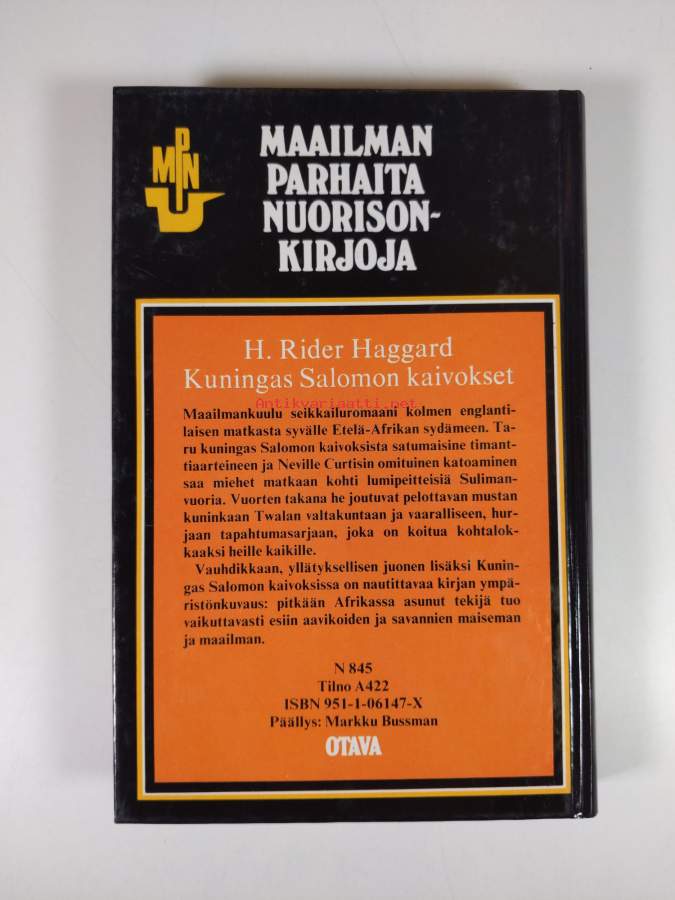 MPN
MAAILMAN
PARHAITA
NUORISON-
KIRJOJA
H. Rider Haggard
Kuningas Salomon kaivokset
Antikvariaatti.net
Maailmankuulu seikkailuromaani kolmen englanti-
laisen matkasta syvälle Etelä-Afrikan sydämeen. Ta-
ru kuningas Salomon kaivoksista satumaisine timant-
tiaarteineen ja Neville Curtisin omituinen katoaminen
saa miehet matkaan kohti lumipeitteisiä Suliman-
vuoria. Vuorten takana he joutuvat pelottavan mustan
kuninkaan Twalan valtakuntaan ja vaaralliseen, hur-
jaan tapahtumasarjaan, joka on koitua kohtalok-
kaaksi heille kaikille.
Vauhdikkaan, yllätyksellisen juonen lisäksi Kunin-
gas Salomon kaivoksissa on nautittavaa kirjan ympä-
ristönkuvaus: pitkään Afrikassa asunut tekijä tuo
vaikuttavasti esiin aavikoiden ja savannien maiseman
ja maailman.
N 845
Tilno A422
ISBN 951-1-06147-X
Päällys: Markku Bussman
OTAVA